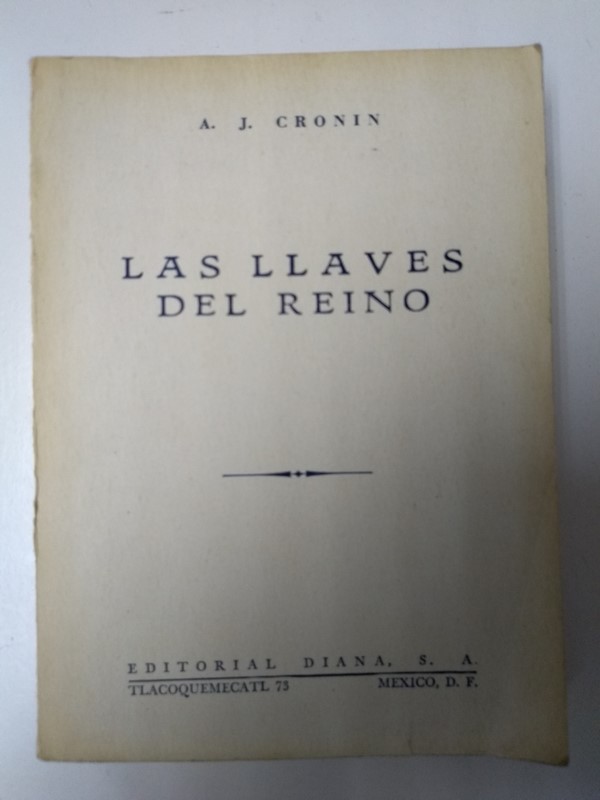 A. J. CRONIN
LAS LLAVES
DEL REINO
EDITORIAL DIANA, S. A.
TLACOQUEMECATL 73 MEXICO, D. F.